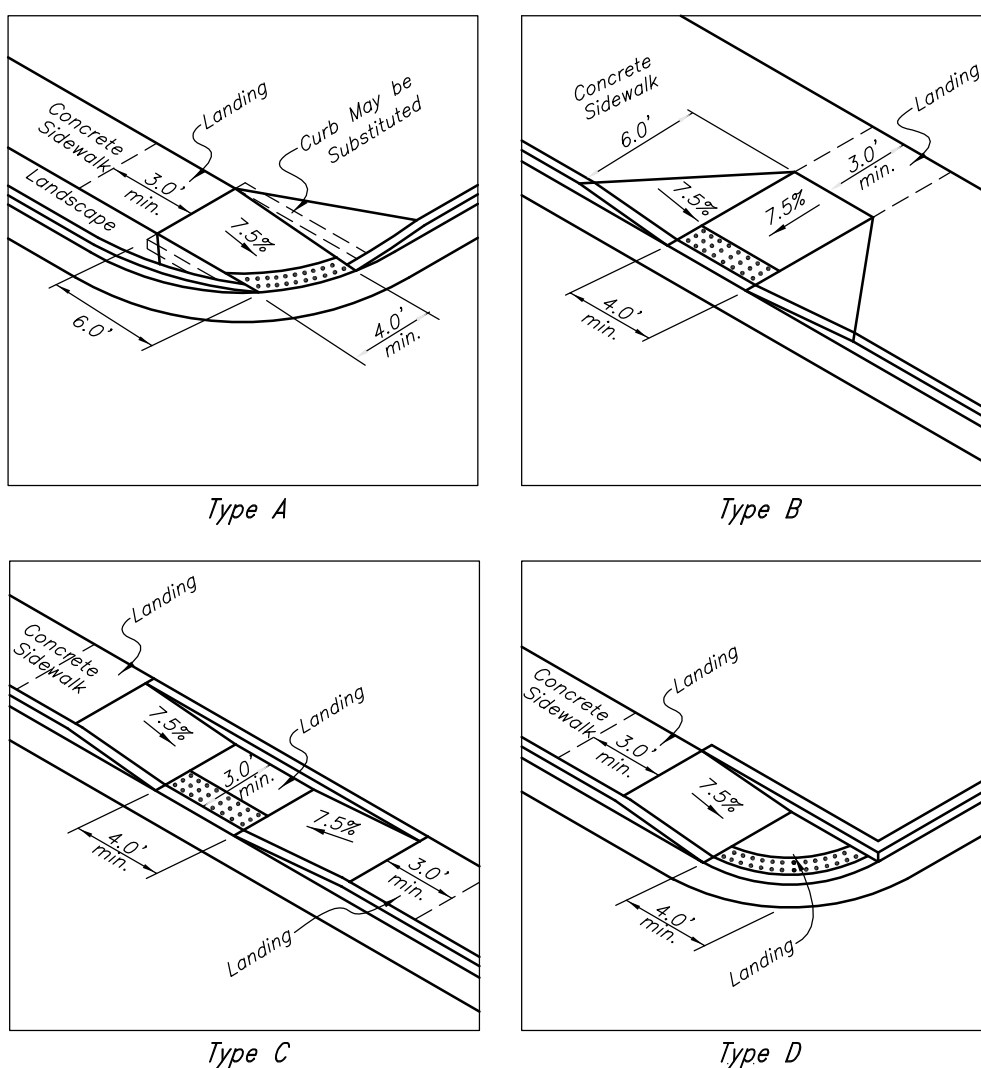 Concrete
Sidewalk
Landing
Curb May be
Substituted
3.0'
min.
Landscape
7.5%
6.0'
4.0'
min.
Type A
Concrete
Sidewalk
Landing
6.0'
3.0'
min.
7.5%
7.5%
4.0'
min.
Type B
Landing
Concrete
Sidewalk
Landing
7.5%
3.0'
min.
7.5%
4.0'
min.
3.0'
min.
Landing
Type C
Landing
Concrete
Sidewalk
3.0'
min.
7.5%
4.0'
min.
Landing
Type D